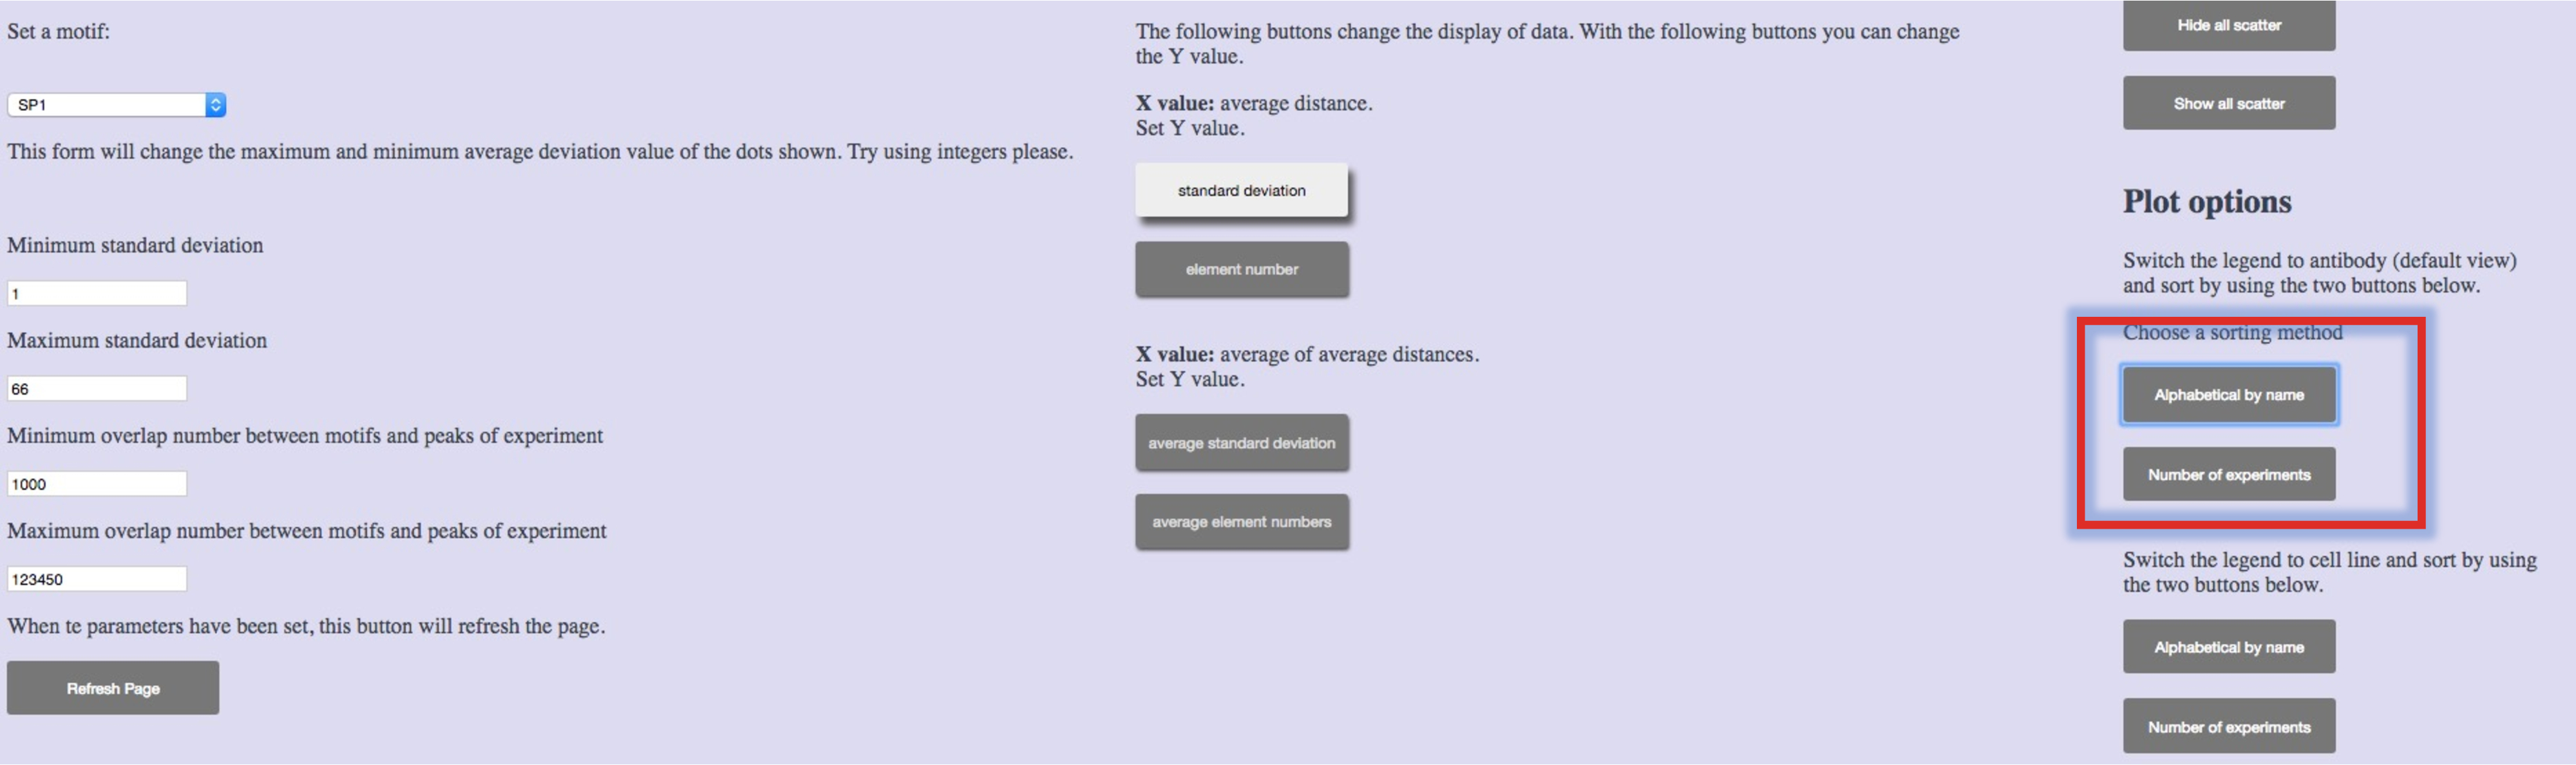 Set a motif:
SP1
This form will change the maximum and minimum average deviation value of the dots shown. Try using integers please.
Minimum standard deviation
1
Maximum standard deviation
66
Minimum overlap number between motifs and peaks of experiment
1000
Maximum overlap number between motifs and peaks of experiment
123450
When te parameters have been set, this button will refresh the page.
Refresh Page
The following buttons change the display of data. With the following buttons you can change
the Y value.
X value: average distance.
Set Y value.
standard deviation
element number
X value: average of average distances.
Set Y value.
average standard deviation
average element numbers
Hide all scatter
Show all scatter
Plot options
Switch the legend to antibody (default view)
and sort by using the two buttons below.
Choose a sorting method
Alphabetical by name
Number of experiments
Switch the legend to cell line and sort by using
the two buttons below.
Alphabetical by name
Number of experiments